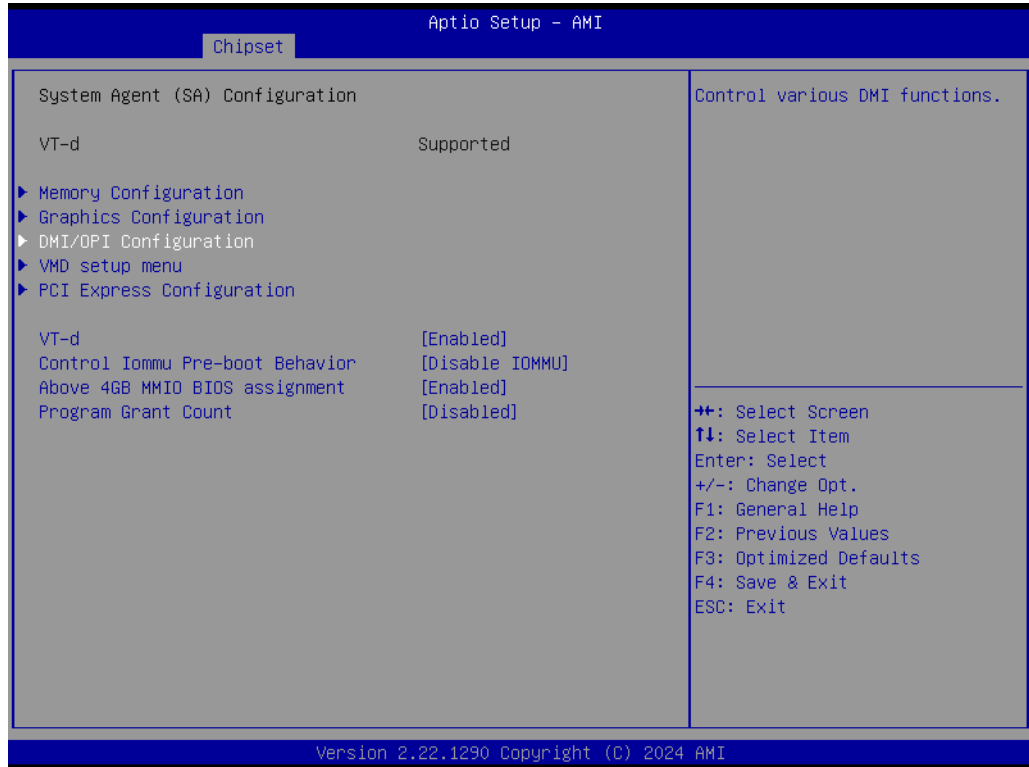 Aptio Setup – AMI
Chipset
System Agent (SA) Configuration
VT-d Supported
Memory Configuration
Graphics Configuration
DMI/OPI Configuration
VMD setup menu
PCI Express Configuration
VT-d [Enabled]
Control Iommu Pre-boot Behavior [Disable IOMMU]
Above 4GB MMIO BIOS assignment [Enabled]
Program Grant Count [Disabled]
Control various DMI functions.
→←: Select Screen
↑↓: Select Item
Enter: Select
+/-: Change Opt.
F1: General Help
F2: Previous Values
F3: Optimized Defaults
F4: Save & Exit
ESC: Exit
Version 2.22.1290 Copyright (C) 2024 AMI